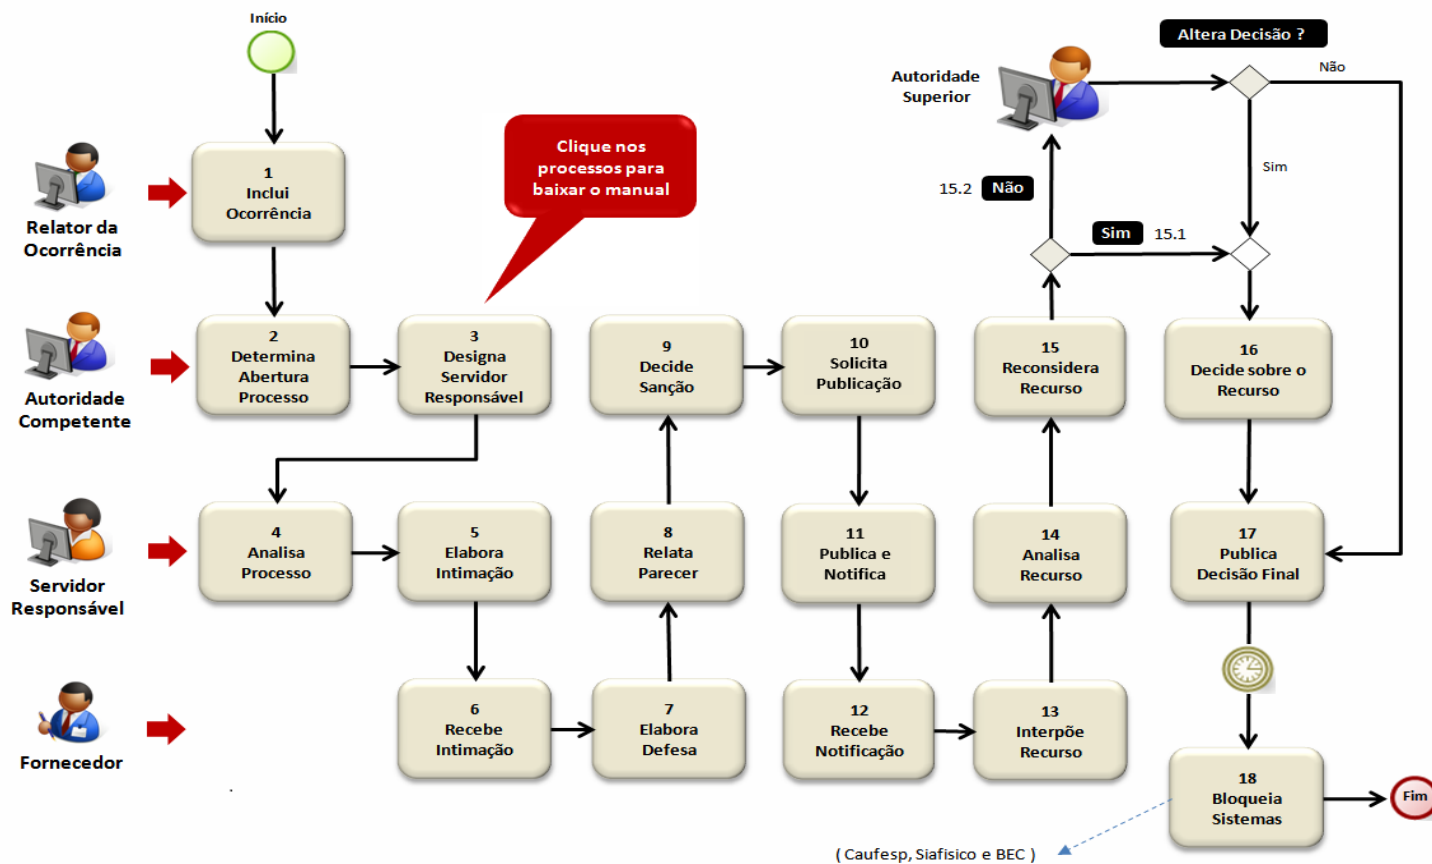 Início
Altera Decisão ?
Não
Autoridade
Superior
Clique nos
processos para
baixar o manual
1
Inclui
Ocorrência
Sim
15.2 Não
Relator da
Ocorrência
Sim 15.1
2
Determina
Abertura
Processo
3
Designa
Servidor
Responsável
9
Decide
Sanção
10
Solicita
Publicação
15
Reconsidera
Recurso
16
Decide sobre o
Recurso
Autoridade
Competente
4
Analisa
Processo
5
Elabora
Intimação
8
Relata
Parecer
11
Publica e
Notifica
14
Analisa
Recurso
17
Publica
Decisão Final
Servidor
Responsável
6
Recebe
Intimação
7
Elabora
Defesa
12
Recebe
Notificação
13
Interpõe
Recurso
Fornecedor
18
Bloqueia
Sistemas
Fim
( Caufesp, Siafisico e BEC )